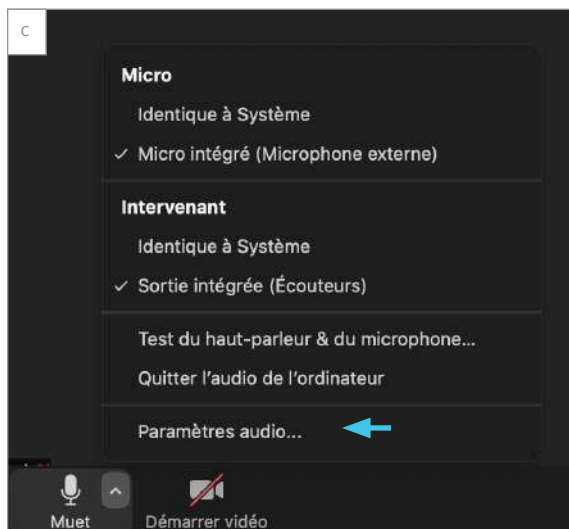 C
Micro
Identique à Système
✓ Micro intégré (Microphone externe)
Intervenant
Identique à Système
✓ Sortie intégrée (Écouteurs)
Test du haut-parleur & du microphone...
Quitter l'audio de l'ordinateur
Paramètres audio...
Muet
Démarrer vidéo